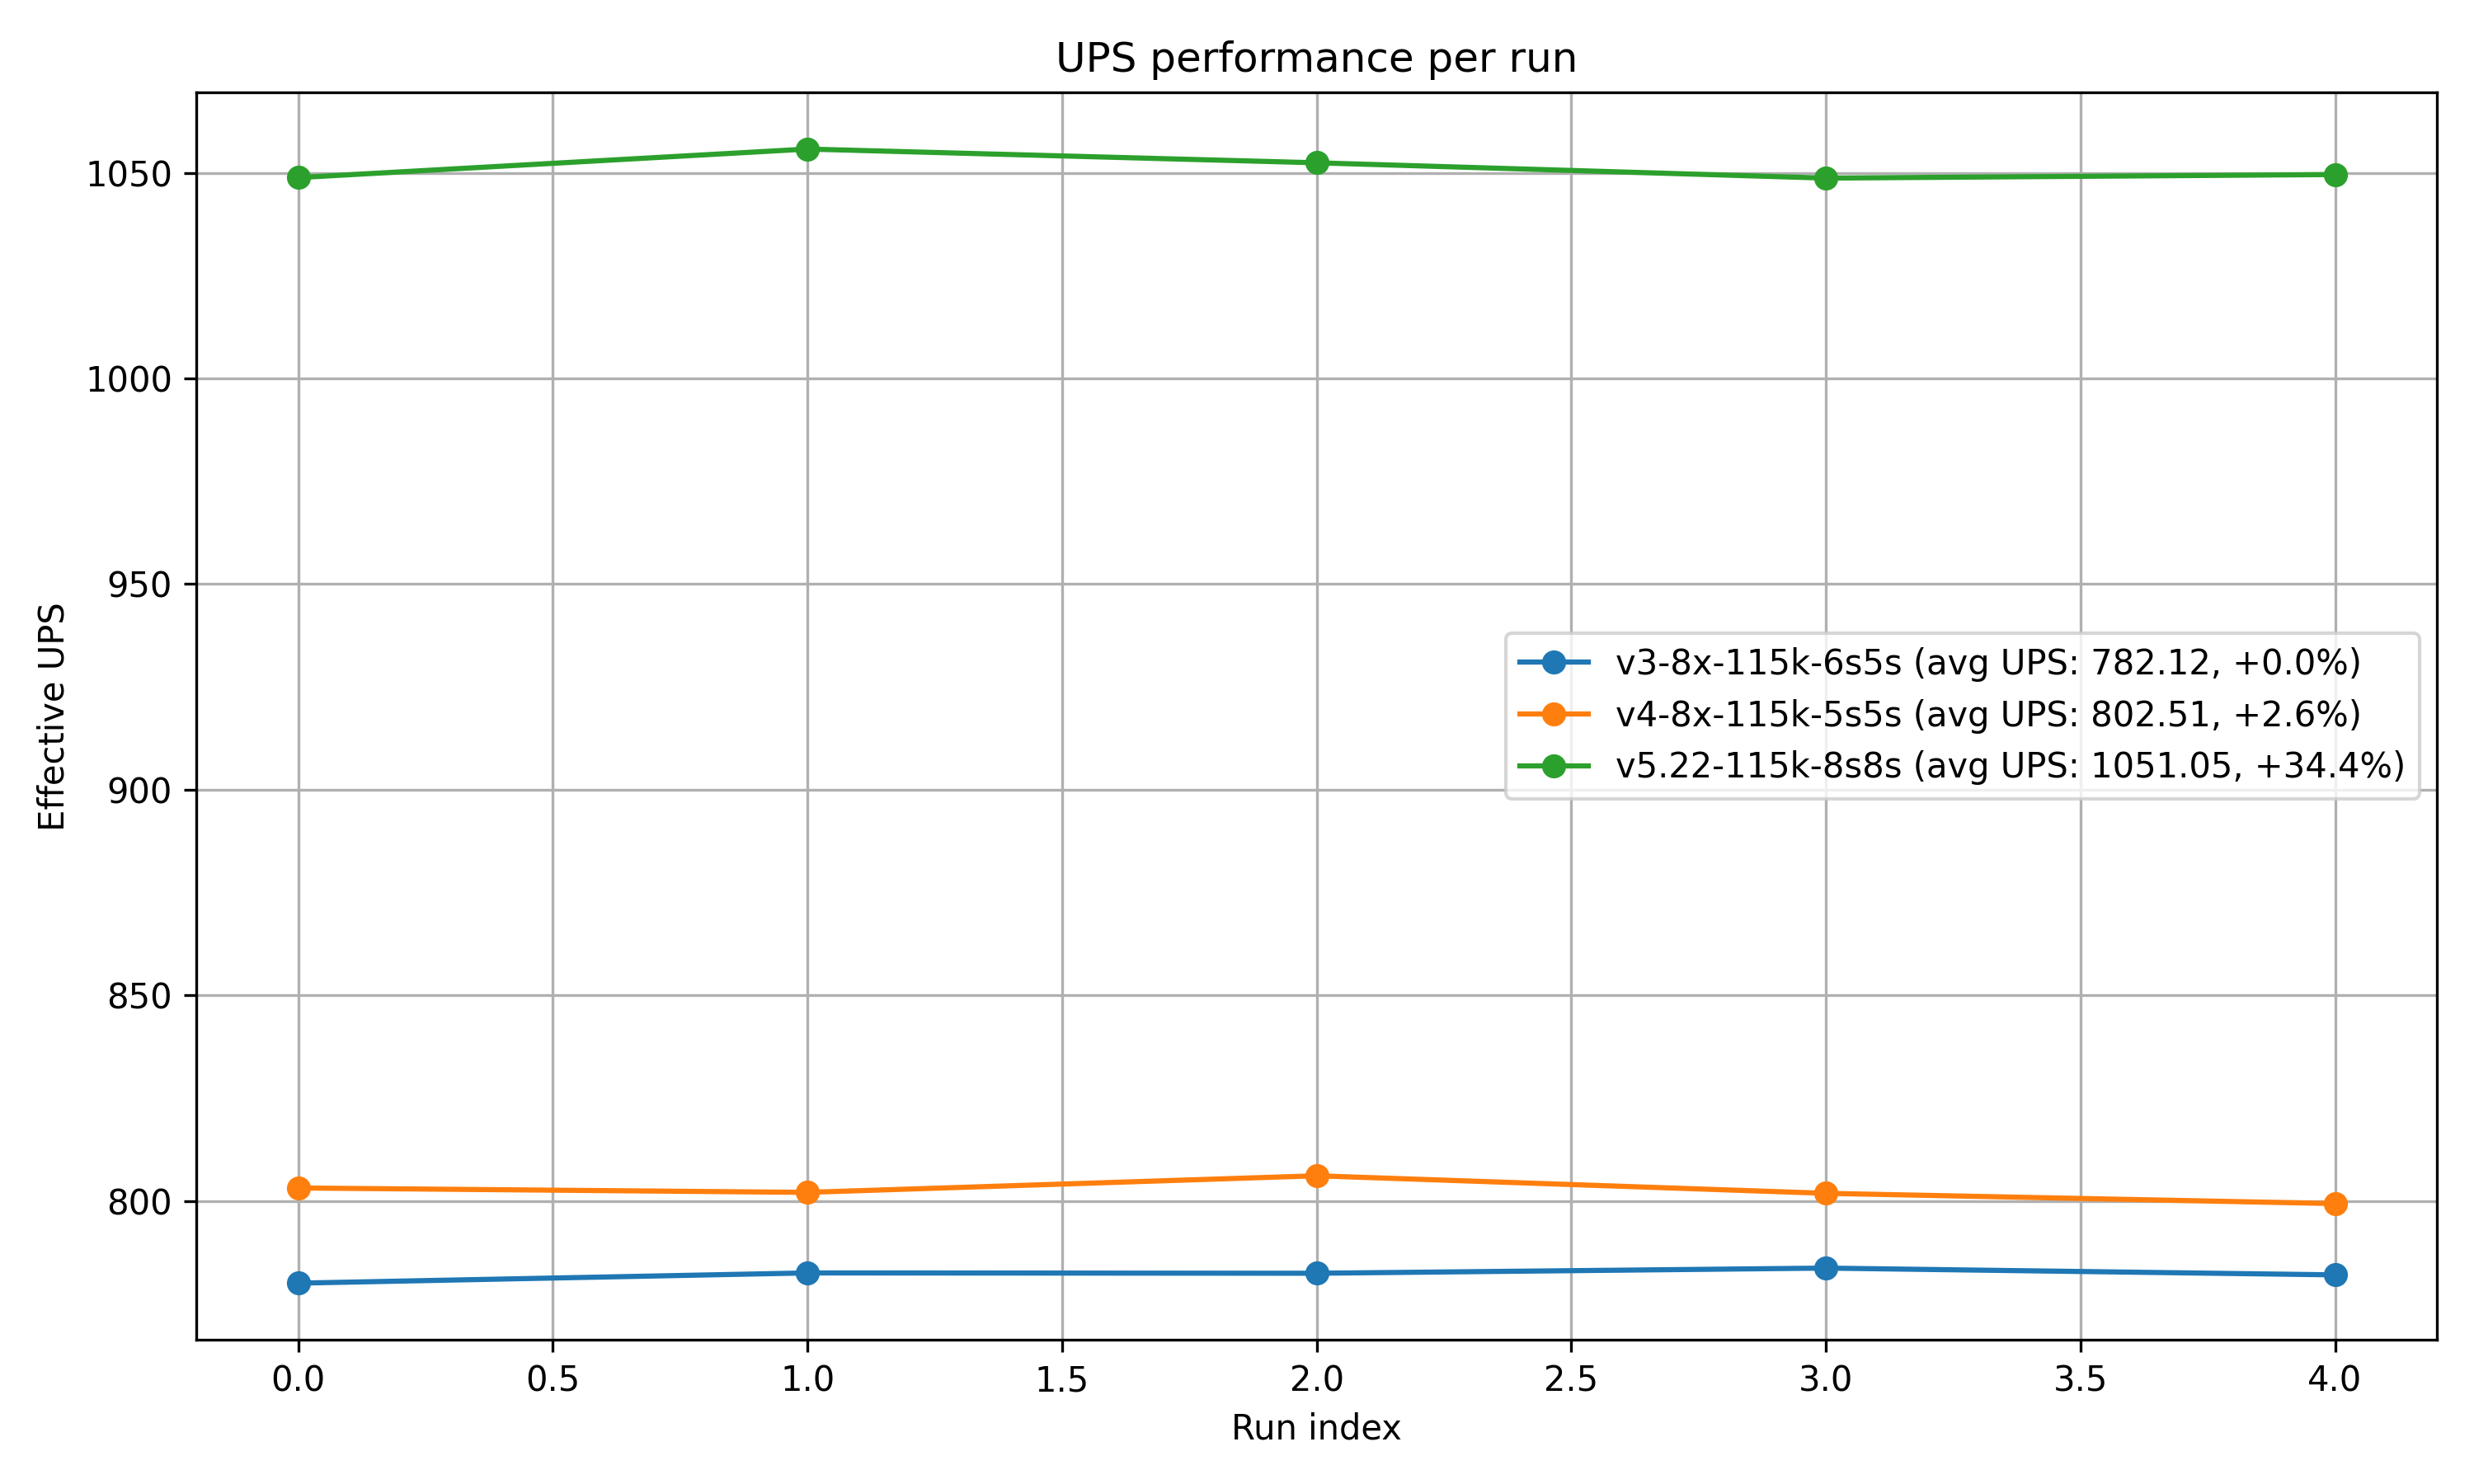 UPS performance per run
1050
1000
950
900
850
800
Effective UPS
v3-8x-115k-6s5s (avg UPS: 782.12, +0.0%)
v4-8x-115k-5s5s (avg UPS: 802.51, +2.6%)
v5.22-115k-8s8s (avg UPS: 1051.05, +34.4%)
0.0 0.5 1.0 1.5 2.0 2.5 3.0 3.5 4.0
Run index